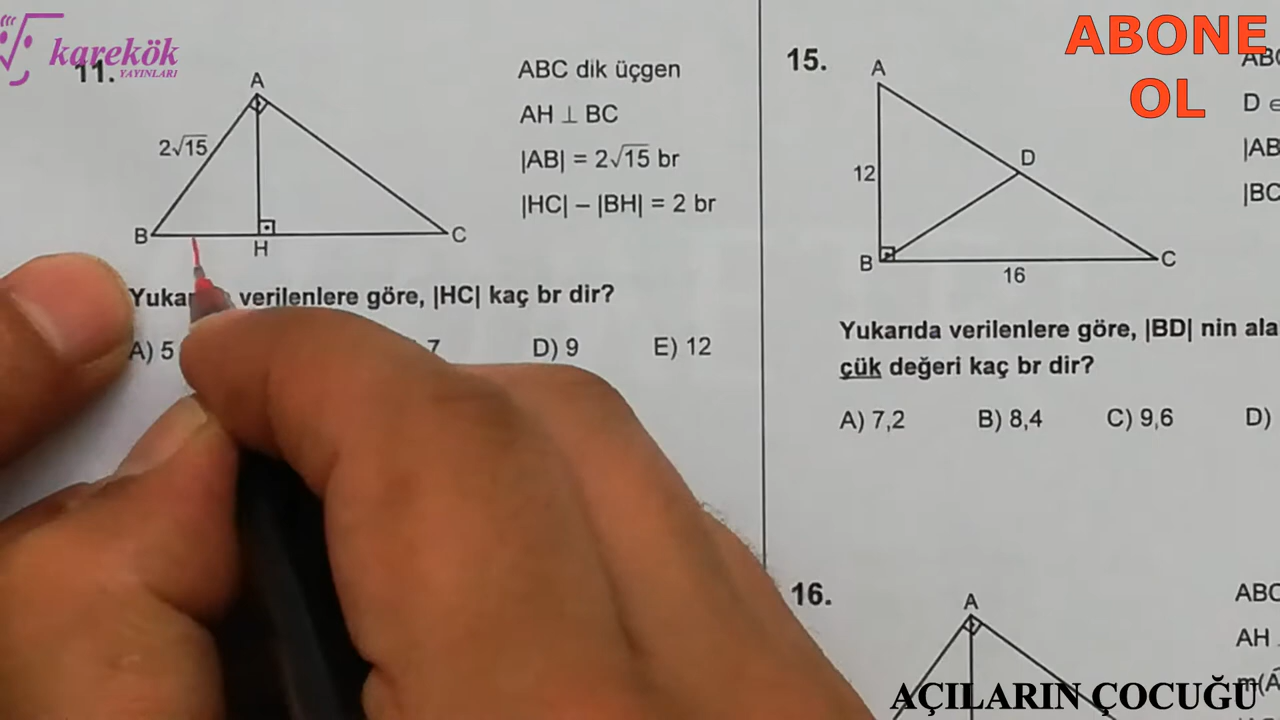 karekök
YAYINLARI
11.
A
2√15
B
H
C
ABC dik üçgen
AH ⊥ BC
|AB| = 2√15 br
|HC| – |BH| = 2 br
verilenlere göre, |HC| kaç br dir?
A) 5
7
D) 9
E) 12
15.
A
12
D
B
16
C
D ∈
|AB
|BC
Yukarıda verilenlere göre, |BD| nin ala
çük değeri kaç br dir?
A) 7,2
B) 8,4
C) 9,6
D)
16.
A
ABC
AH
ABONE
OL
AÇILARIN ÇOCUĞU